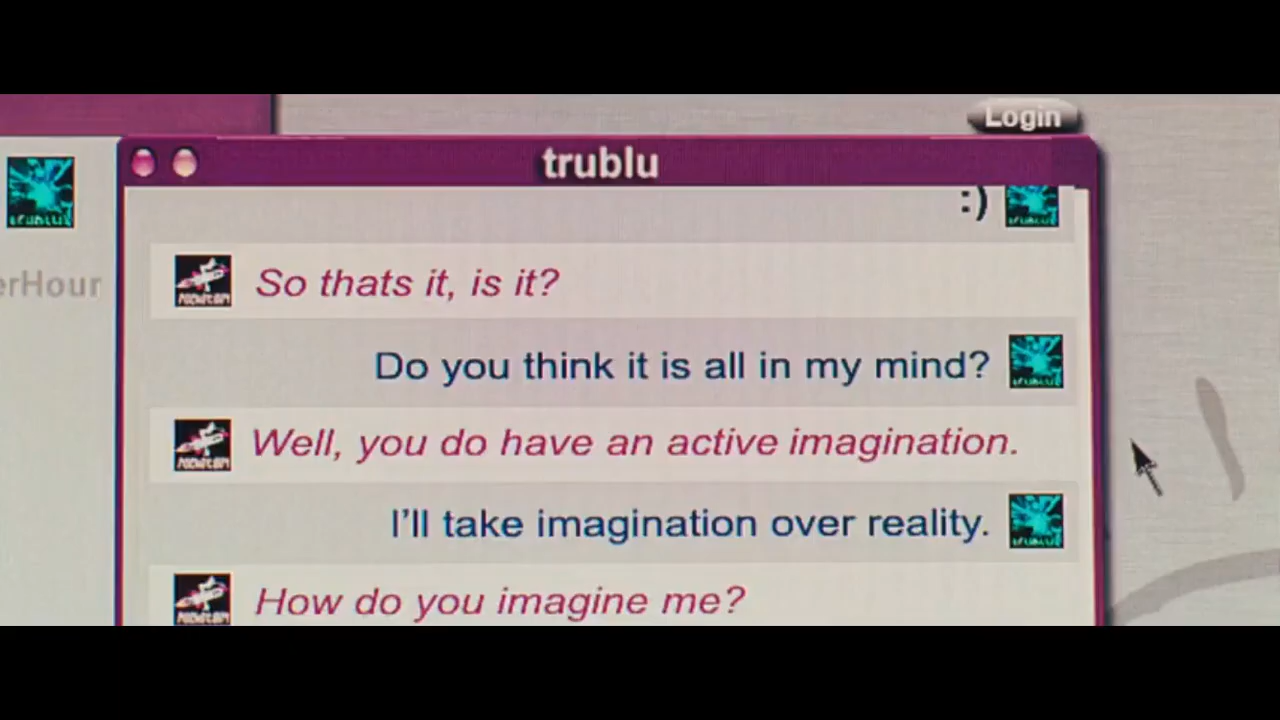 Login
trublu
:)
erHour
So thats it, is it?
Do you think it is all in my mind?
Well, you do have an active imagination.
I’ll take imagination over reality.
How do you imagine me?